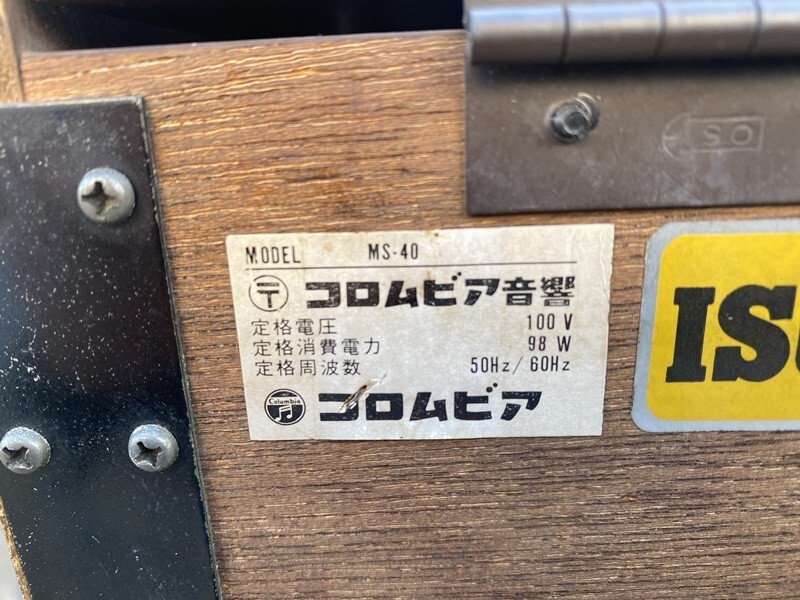 SO
MODEL MS-40
〒 コロムビア音響
定格電圧 100 V
定格消費電力 98 W
定格周波数 50Hz/60Hz
Columbia コロムビア
IS